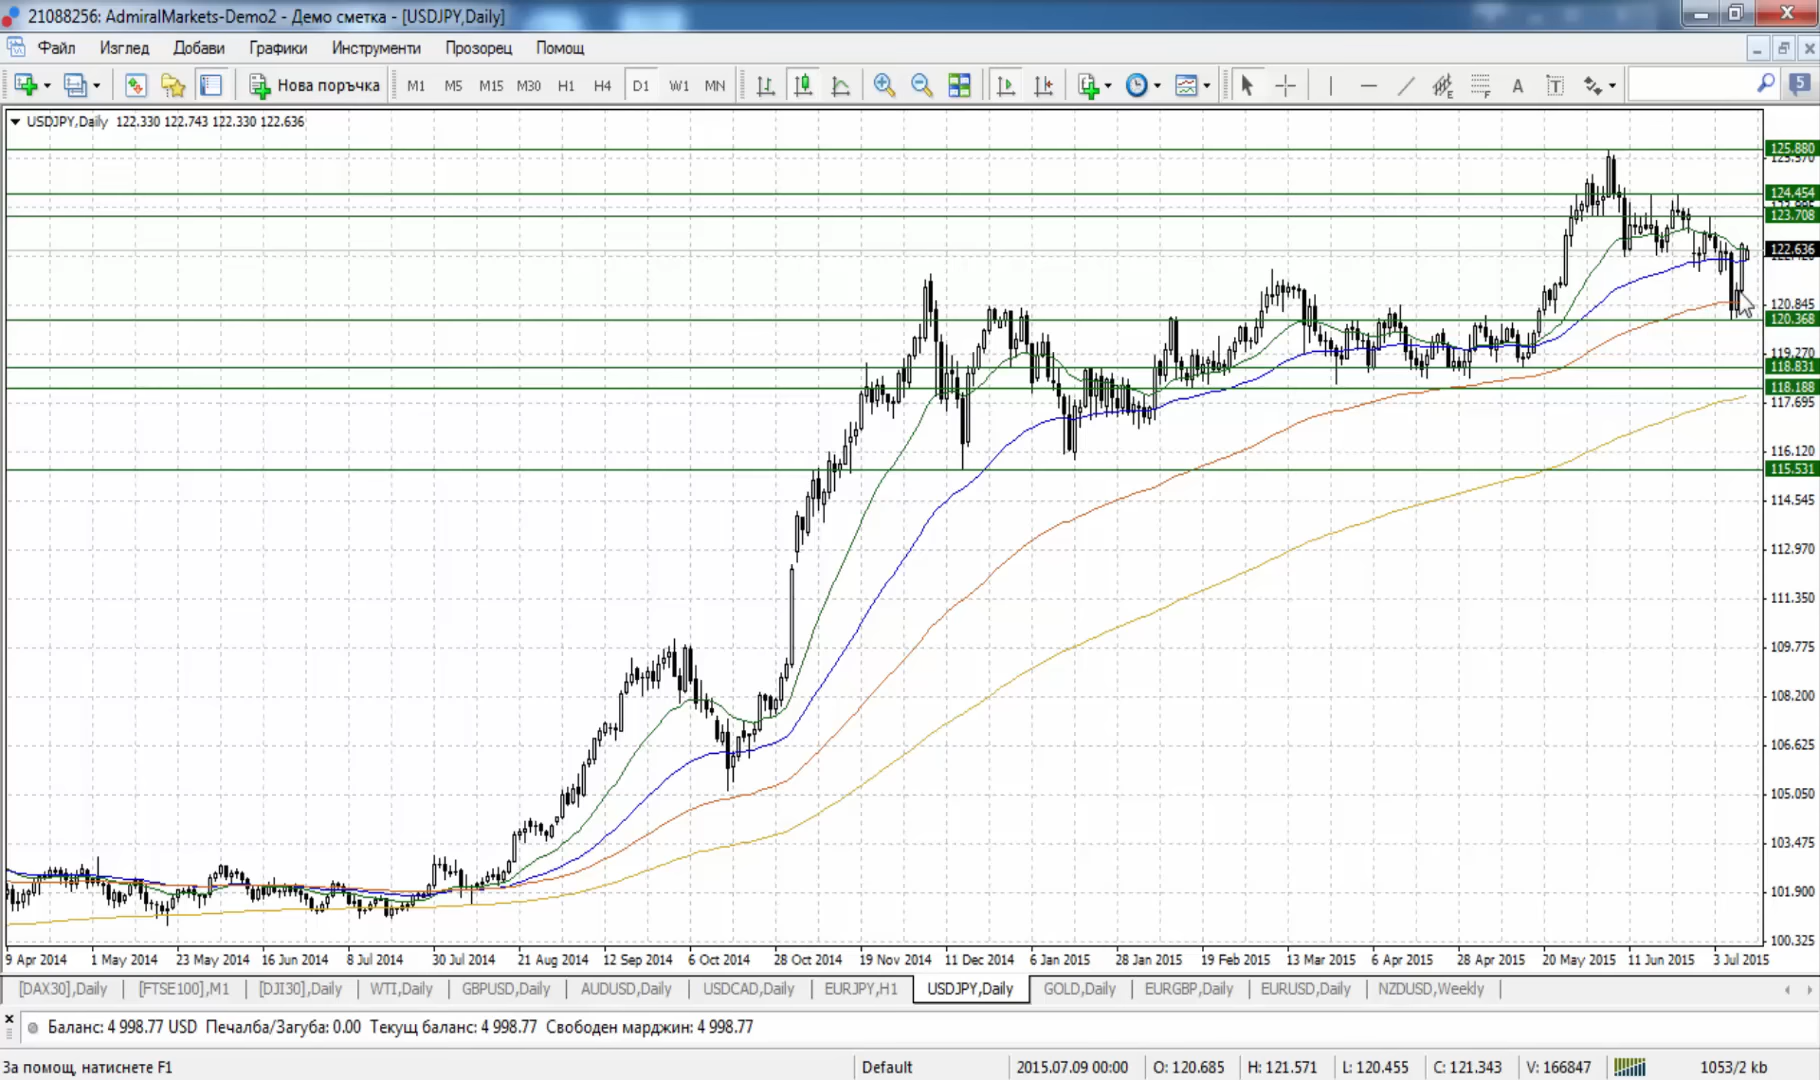 21088256: AdmiralMarkets-Demo2 - Демо сметка - [USDJPY,Daily]
Файл Изглед Добави Графики Инструменти Прозорец Помощ
Нова поръчка M1 M5 M15 M30 H1 H4 D1 W1 MN E F A T 5
USDJPY,Daily 122.330 122.743 122.330 122.636
125.880
124.454
123.708
122.636
120.845
120.368
119.270
118.831
118.188
117.695
116.120
115.531
114.545
112.970
111.350
109.775
108.200
106.625
105.050
103.475
101.900
100.325
9 Apr 2014 1 May 2014 23 May 2014 16 Jun 2014 8 Jul 2014 30 Jul 2014 21 Aug 2014 12 Sep 2014 6 Oct 2014 28 Oct 2014 19 Nov 2014 11 Dec 2014 6 Jan 2015 28 Jan 2015 19 Feb 2015 13 Mar 2015 6 Apr 2015 28 Apr 2015 20 May 2015 11 Jun 2015 3 Jul 2015
[DAX30],Daily [FTSE100],M1 [DJI30],Daily WTI,Daily GBPUSD,Daily AUDUSD,Daily USDCAD,Daily EURJPY,H1 USDJPY,Daily GOLD,Daily EURGBP,Daily EURUSD,Daily NZDUSD,Weekly
Баланс: 4 998.77 USD Печалба/Загуба: 0.00 Текущ баланс: 4 998.77 Свободен марджин: 4 998.77
За помощ, натиснете F1 Default 2015.07.09 00:00 O: 120.685 H: 121.571 L: 120.455 C: 121.343 V: 166847 1053/2 kb